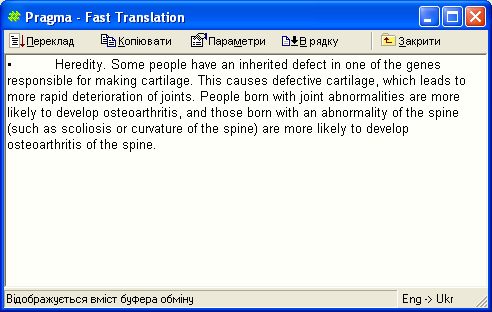 Pragma - Fast Translation
Переклад Копіювати Параметри В рядку Закрити
• Heredity. Some people have an inherited defect in one of the genes
responsible for making cartilage. This causes defective cartilage, which leads to
more rapid deterioration of joints. People born with joint abnormalities are more
likely to develop osteoarthritis, and those born with an abnormality of the spine
(such as scoliosis or curvature of the spine) are more likely to develop
osteoarthritis of the spine.
Відображується вміст буфера обміну Eng -> Ukr